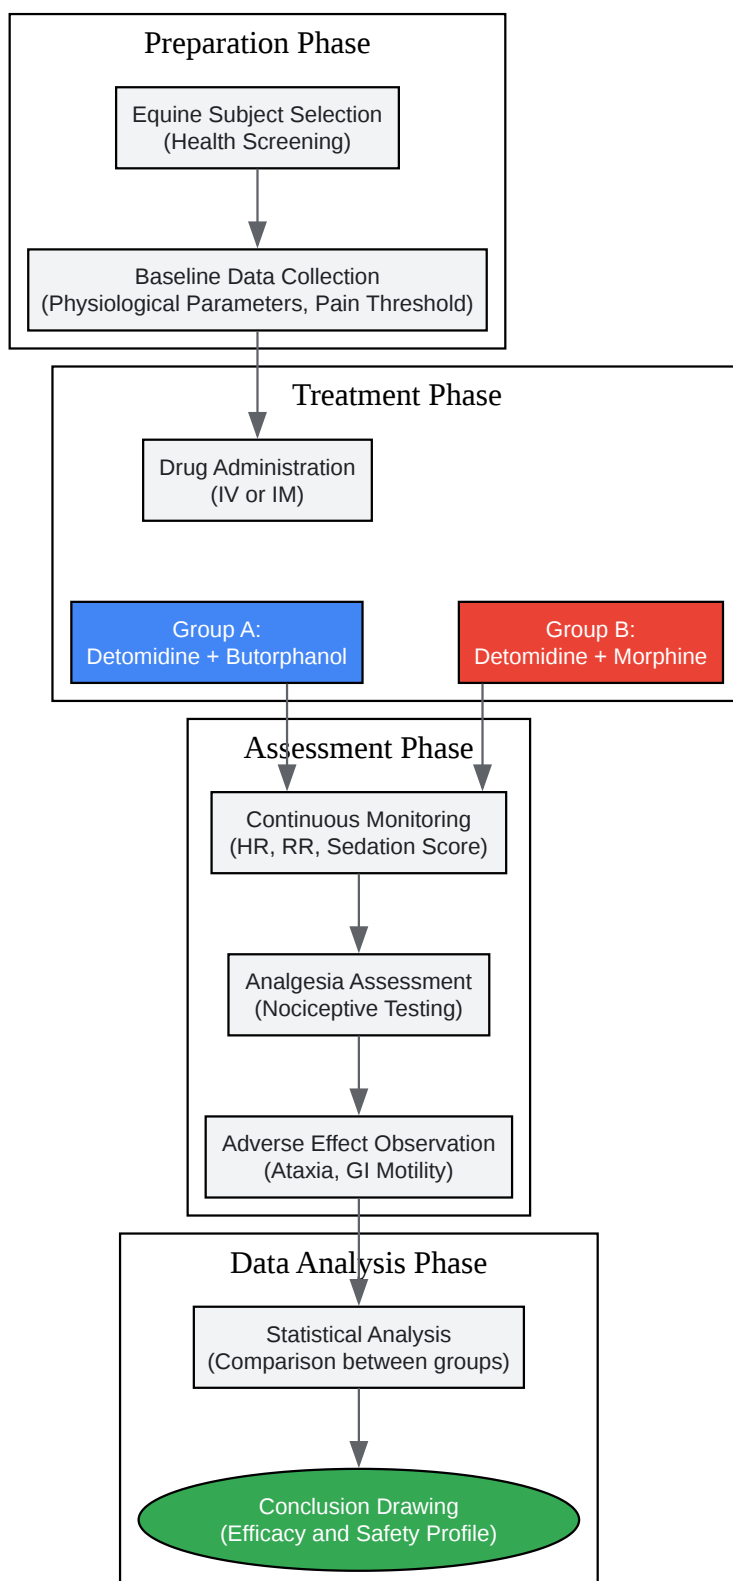 Preparation Phase
Equine Subject Selection
(Health Screening)
Baseline Data Collection
(Physiological Parameters, Pain Threshold)
Treatment Phase
Drug Administration
(IV or IM)
Group A:
Detomidine + Butorphanol
Group B:
Detomidine + Morphine
Assessment Phase
Continuous Monitoring
(HR, RR, Sedation Score)
Analgesia Assessment
(Nociceptive Testing)
Adverse Effect Observation
(Ataxia, GI Motility)
Data Analysis Phase
Statistical Analysis
(Comparison between groups)
Conclusion Drawing
(Efficacy and Safety Profile)